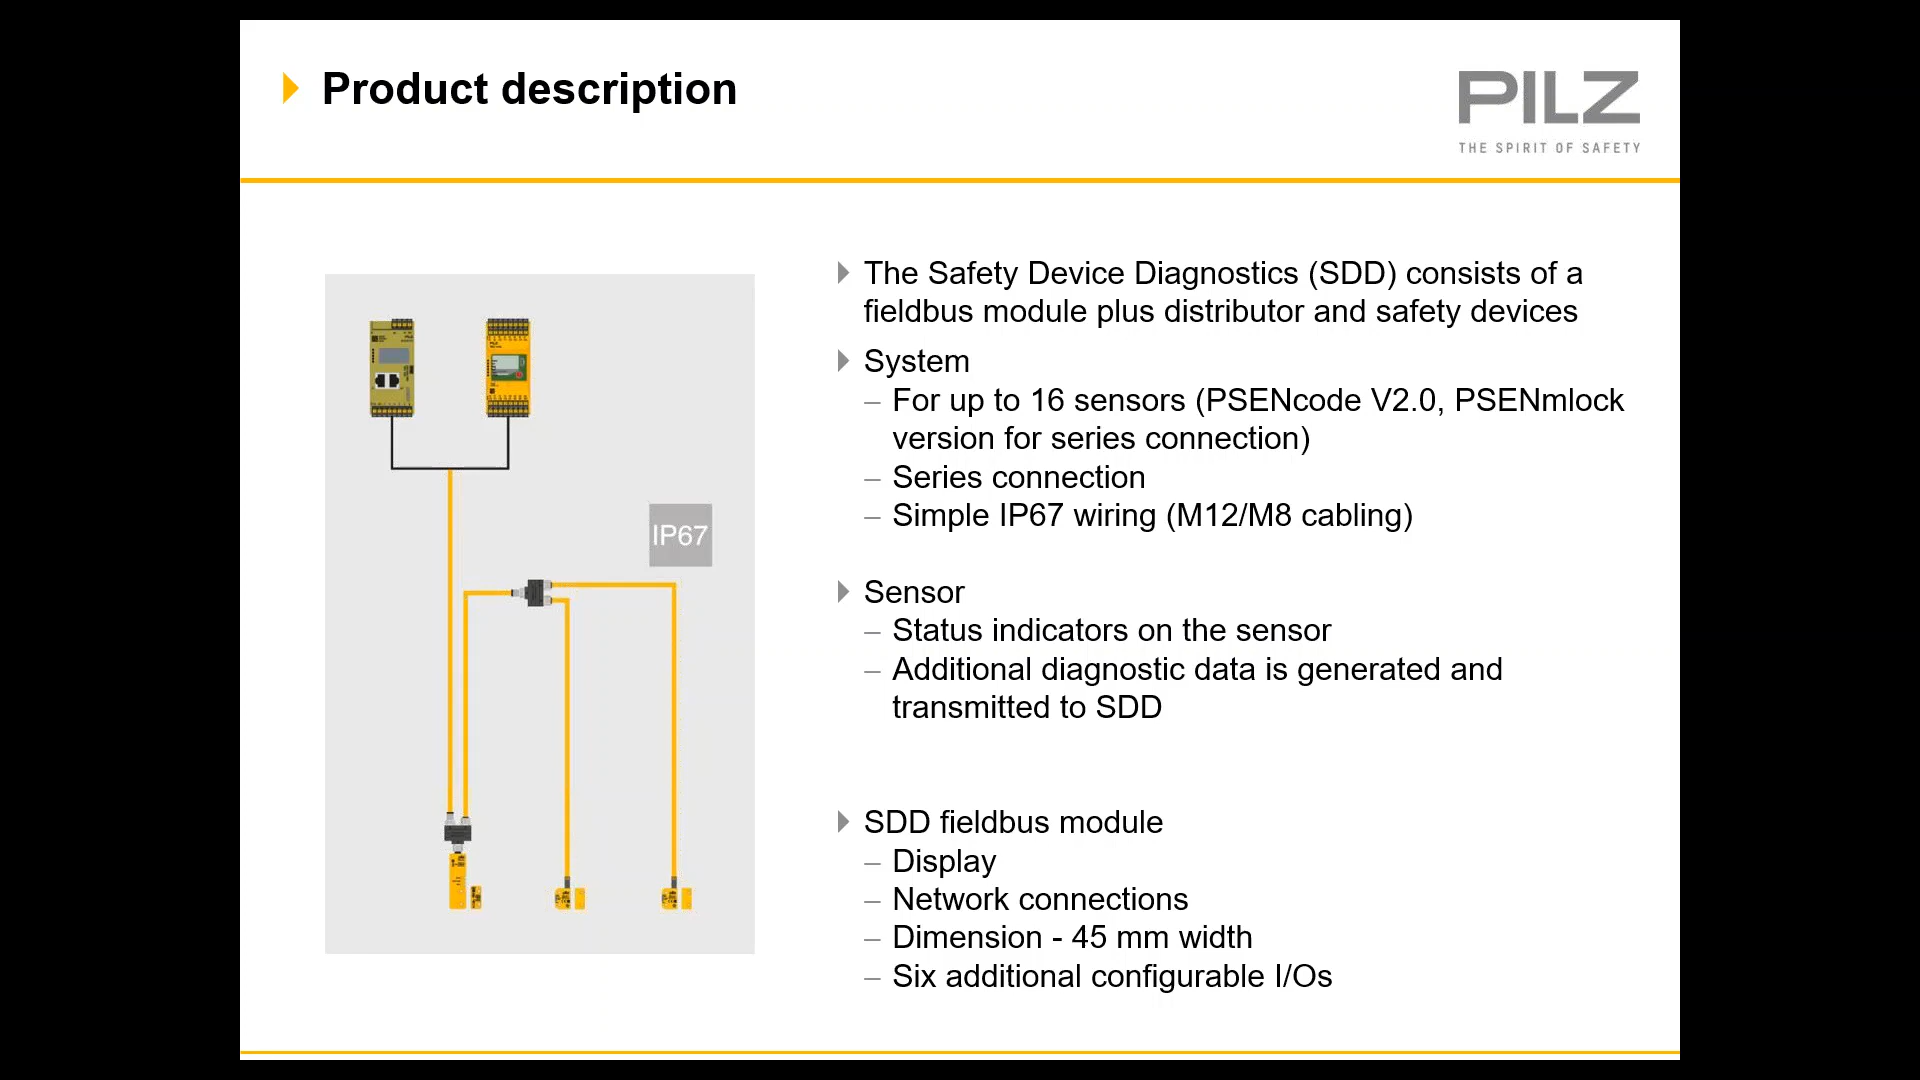 Product description
PILZ
THE SPIRIT OF SAFETY
IP67
The Safety Device Diagnostics (SDD) consists of a
fieldbus module plus distributor and safety devices
System
– For up to 16 sensors (PSENcode V2.0, PSENmlock
version for series connection)
– Series connection
– Simple IP67 wiring (M12/M8 cabling)
Sensor
– Status indicators on the sensor
– Additional diagnostic data is generated and
transmitted to SDD
SDD fieldbus module
– Display
– Network connections
– Dimension - 45 mm width
– Six additional configurable I/Os